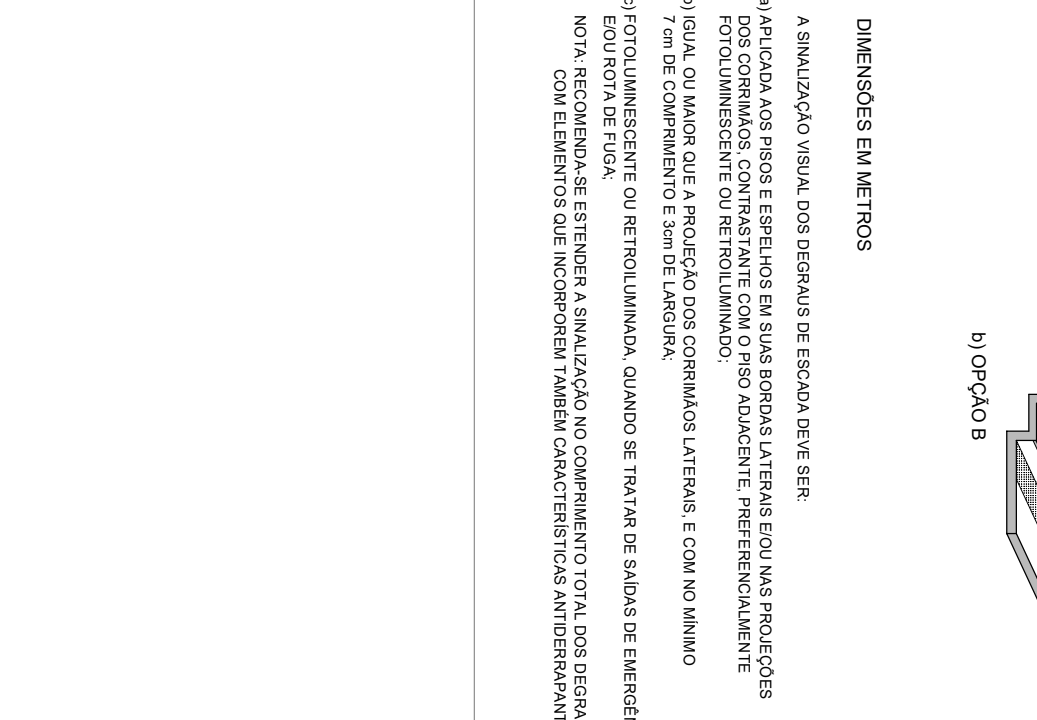 b) OPÇÃO B
DIMENSÕES EM METROS
A SINALIZAÇÃO VISUAL DOS DEGRAUS DE ESCADA DEVE SER:
a) APLICADA AOS PISOS E ESPELHOS EM SUAS BORDAS LATERAIS E/OU NAS PROJEÇÕES
DOS CORRIMÃOS, CONTRASTANTE COM O PISO ADJACENTE, PREFERENCIALMENTE
FOTOLUMINESCENTE OU RETROILUMINADO;
b) IGUAL OU MAIOR QUE A PROJEÇÃO DOS CORRIMÃOS LATERAIS, E COM NO MÍNIMO
7 cm DE COMPRIMENTO E 3cm DE LARGURA;
c) FOTOLUMINESCENTE OU RETROILUMINADA, QUANDO SE TRATAR DE SAÍDAS DE
E/OU ROTA DE FUGA;
NOTA: RECOMENDA-SE ESTENDER A SINALIZAÇÃO NO COMPRIMENTO TOTAL DOS
COM ELEMENTOS QUE INCORPOREM TAMBÉM CARACTERÍSTICAS